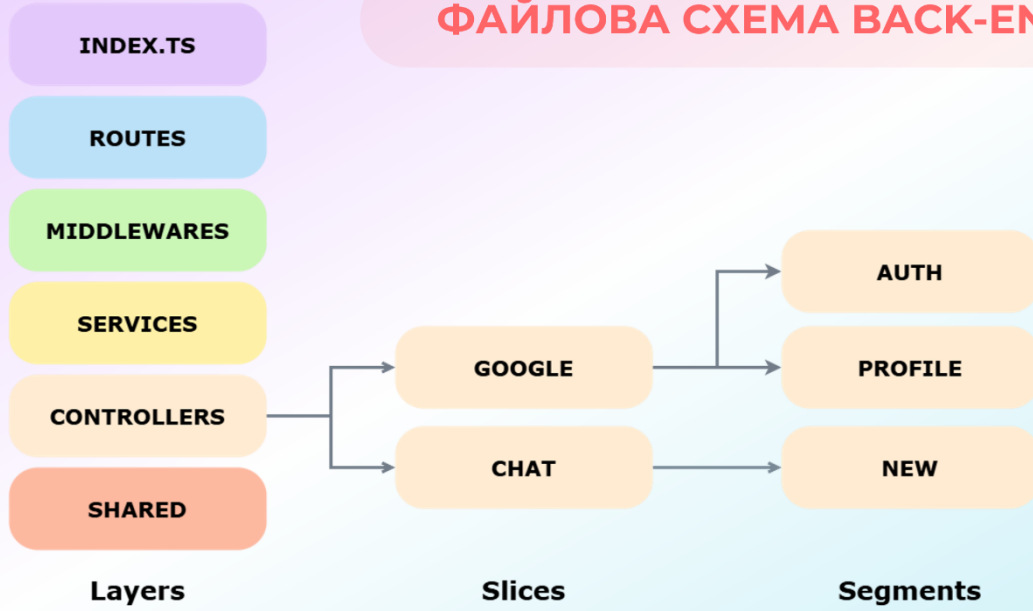 ФАЙЛОВА СХЕМА BACK-EN
INDEX.TS
ROUTES
MIDDLEWARES
SERVICES
CONTROLLERS
SHARED
GOOGLE
CHAT
AUTH
PROFILE
NEW
Layers
Slices
Segments